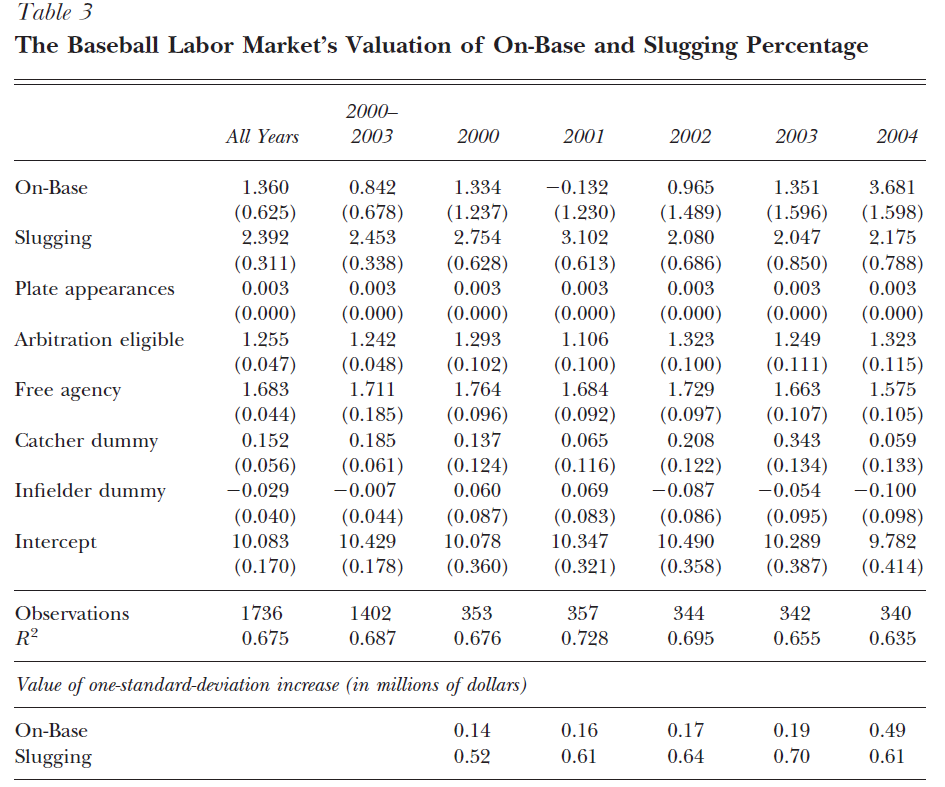 Table 3
The Baseball Labor Market's Valuation of On-Base and Slugging Percentage
2000–
All Years 2003 2000 2001 2002 2003 2004
On-Base 1.360 0.842 1.334 −0.132 0.965 1.351 3.681
(0.625) (0.678) (1.237) (1.230) (1.489) (1.596) (1.598)
Slugging 2.392 2.453 2.754 3.102 2.080 2.047 2.175
(0.311) (0.338) (0.628) (0.613) (0.686) (0.850) (0.788)
Plate appearances 0.003 0.003 0.003 0.003 0.003 0.003 0.003
(0.000) (0.000) (0.000) (0.000) (0.000) (0.000) (0.000)
Arbitration eligible 1.255 1.242 1.293 1.106 1.323 1.249 1.323
(0.047) (0.048) (0.102) (0.100) (0.100) (0.111) (0.115)
Free agency 1.683 1.711 1.764 1.684 1.729 1.663 1.575
(0.044) (0.185) (0.096) (0.092) (0.097) (0.107) (0.105)
Catcher dummy 0.152 0.185 0.137 0.065 0.208 0.343 0.059
(0.056) (0.061) (0.124) (0.116) (0.122) (0.134) (0.133)
Infielder dummy −0.029 −0.007 0.060 0.069 −0.087 −0.054 −0.100
(0.040) (0.044) (0.087) (0.083) (0.086) (0.095) (0.098)
Intercept 10.083 10.429 10.078 10.347 10.490 10.289 9.782
(0.170) (0.178) (0.360) (0.321) (0.358) (0.387) (0.414)
Observations 1736 1402 353 357 344 342 340
R² 0.675 0.687 0.676 0.728 0.695 0.655 0.635
Value of one-standard-deviation increase (in millions of dollars)
On-Base 0.14 0.16 0.17 0.19 0.49
Slugging 0.52 0.61 0.64 0.70 0.61